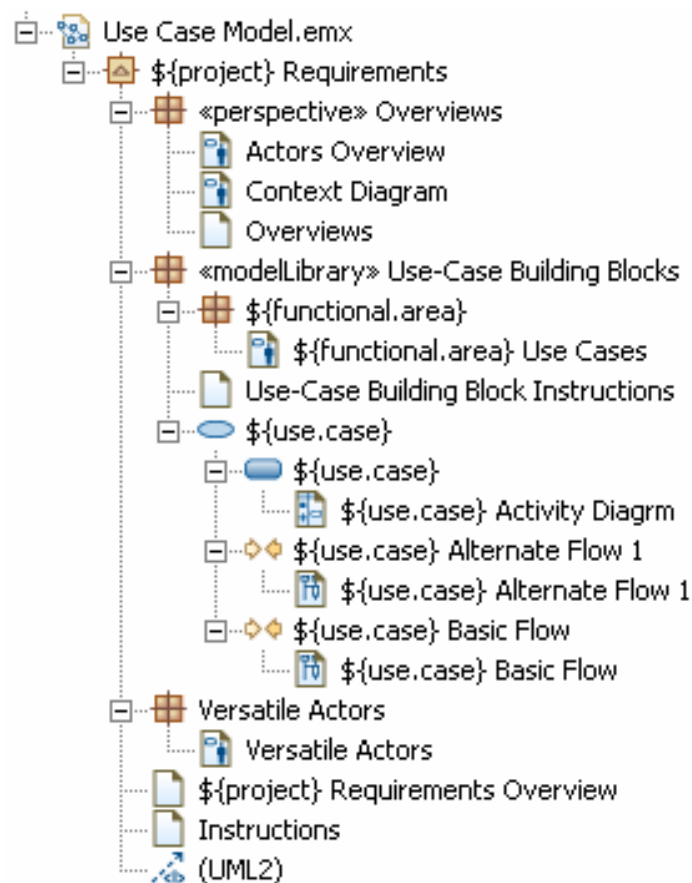 Use Case Model.emx
${project} Requirements
«perspective» Overviews
Actors Overview
Context Diagram
Overviews
«modelLibrary» Use-Case Building Blocks
${functional.area}
${functional.area} Use Cases
Use-Case Building Block Instructions
${use.case}
${use.case}
${use.case} Activity Diagrm
${use.case} Alternate Flow 1
${use.case} Alternate Flow 1
${use.case} Basic Flow
${use.case} Basic Flow
Versatile Actors
Versatile Actors
${project} Requirements Overview
Instructions
(UML2)